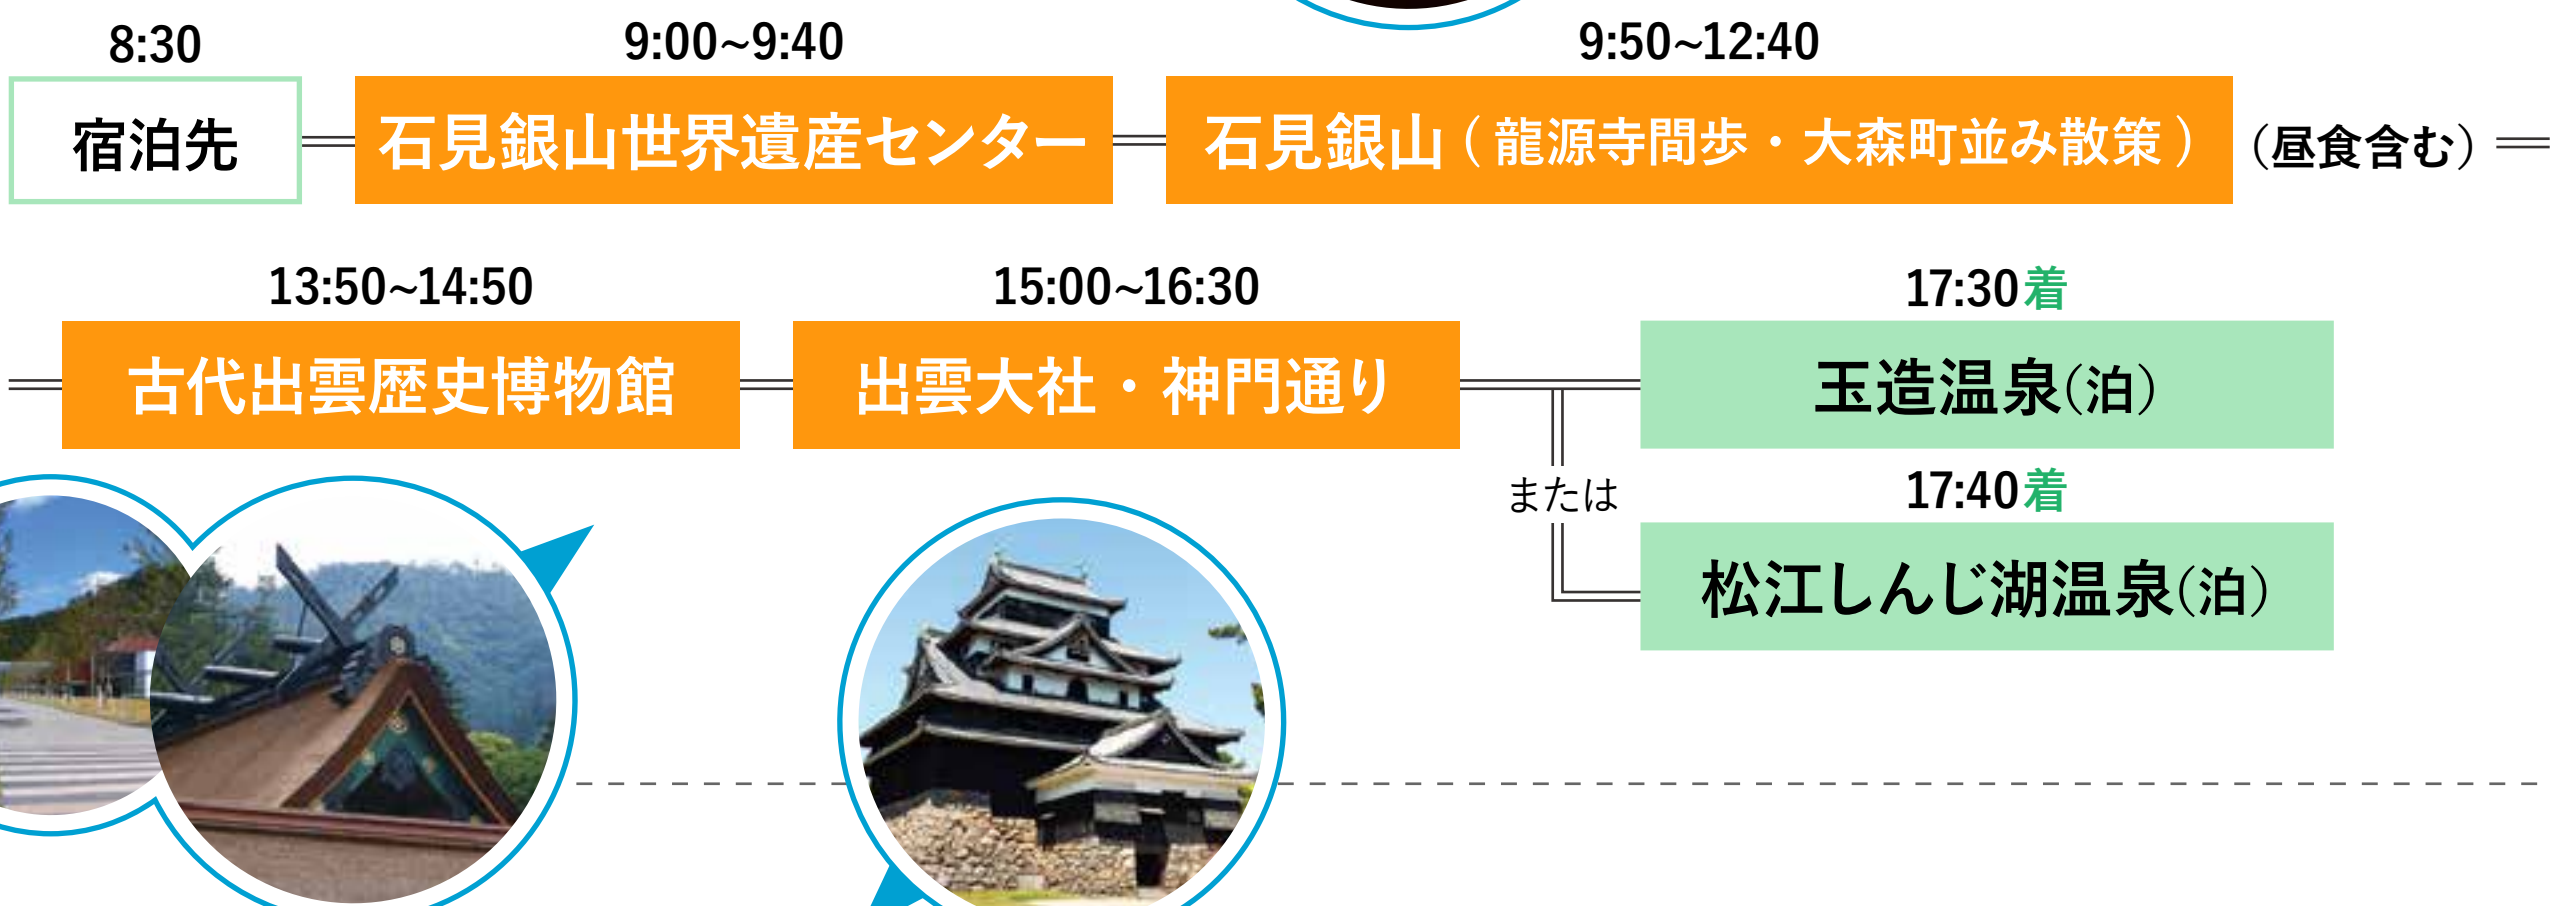 8:30
宿泊先
9:00~9:40
石見銀山世界遺産センター
9:50~12:40
石見銀山(龍源寺間歩・大森町並み散策)
(昼食含む)
13:50~14:50
古代出雲歴史博物館
15:00~16:30
出雲大社・神門通り
17:30着
玉造温泉(泊)
または
17:40着
松江しんじ湖温泉(泊)